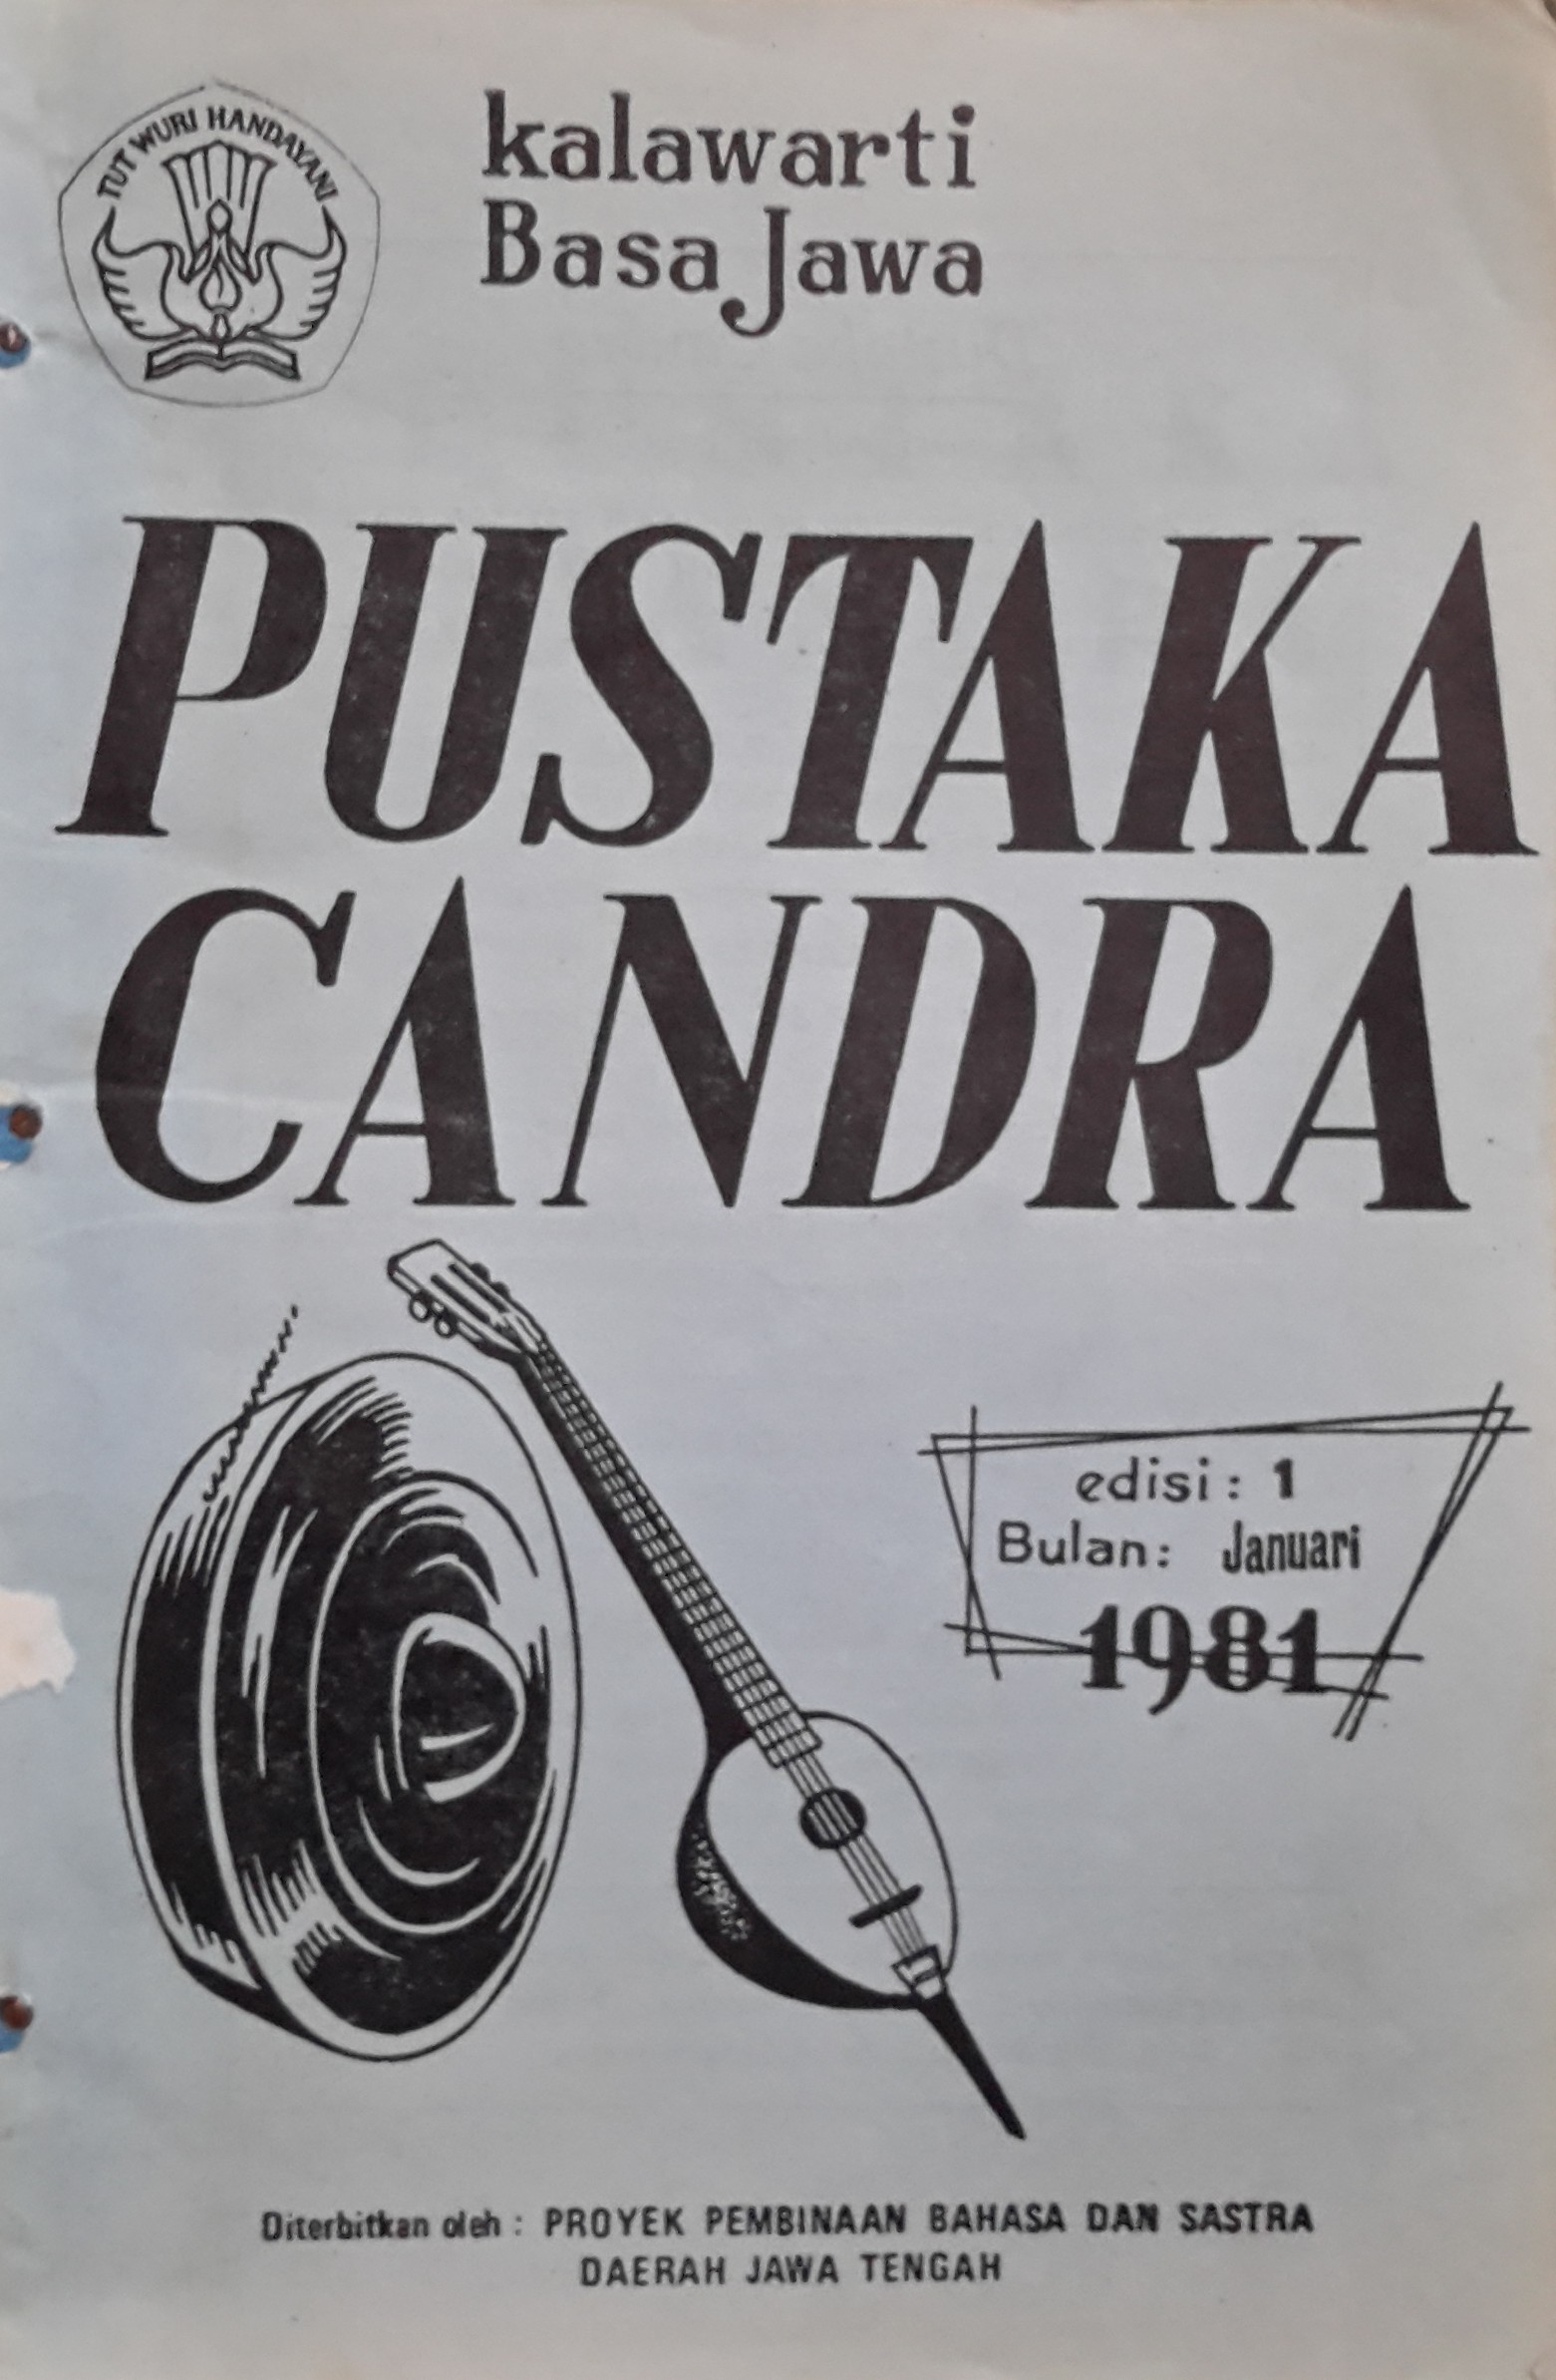 TUT WURI HANDAYANI
kalawarti
Basa Jawa
PUSTAKA
CANDRA
edisi: 1
Bulan: Januari
1981
Diterbitkan oleh : PROYEK PEMBINAAN BAHASA DAN SASTRA
DAERAH JAWA TENGAH